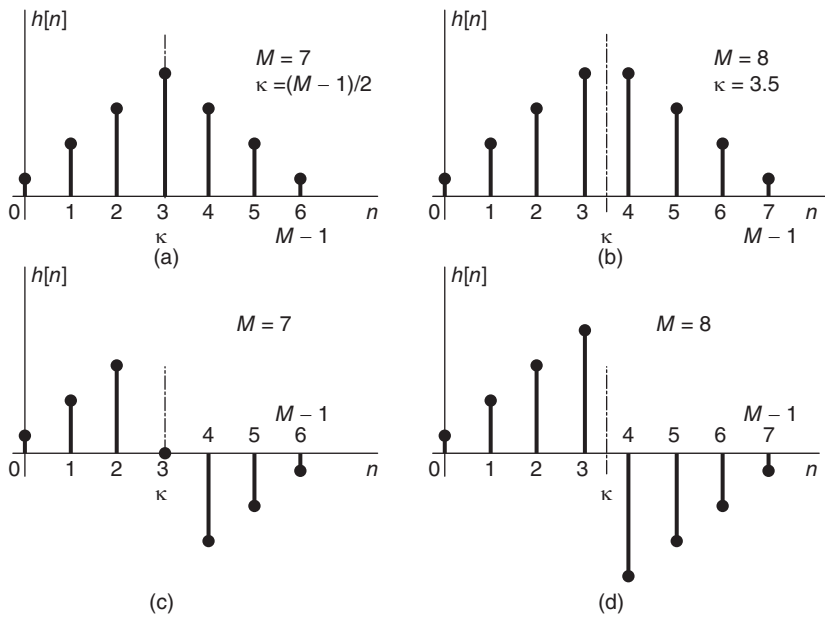 h[n]
M = 7
κ =(M – 1)/2
0 1 2 3 4 5 6 n
κ
M – 1
(a)
h[n]
M = 8
κ = 3.5
0 1 2 3 4 5 6 7 n
κ
M – 1
(b)
h[n]
M = 7
M – 1
4 5 6
0 1 2 3 n
κ
(c)
h[n]
M = 8
M – 1
4 5 6 7
0 1 2 3 n
κ
(d)